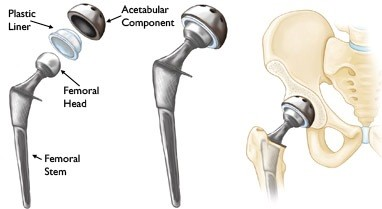 Plastic
Liner
Acetabular
Component
Femoral
Head
Femoral
Stem